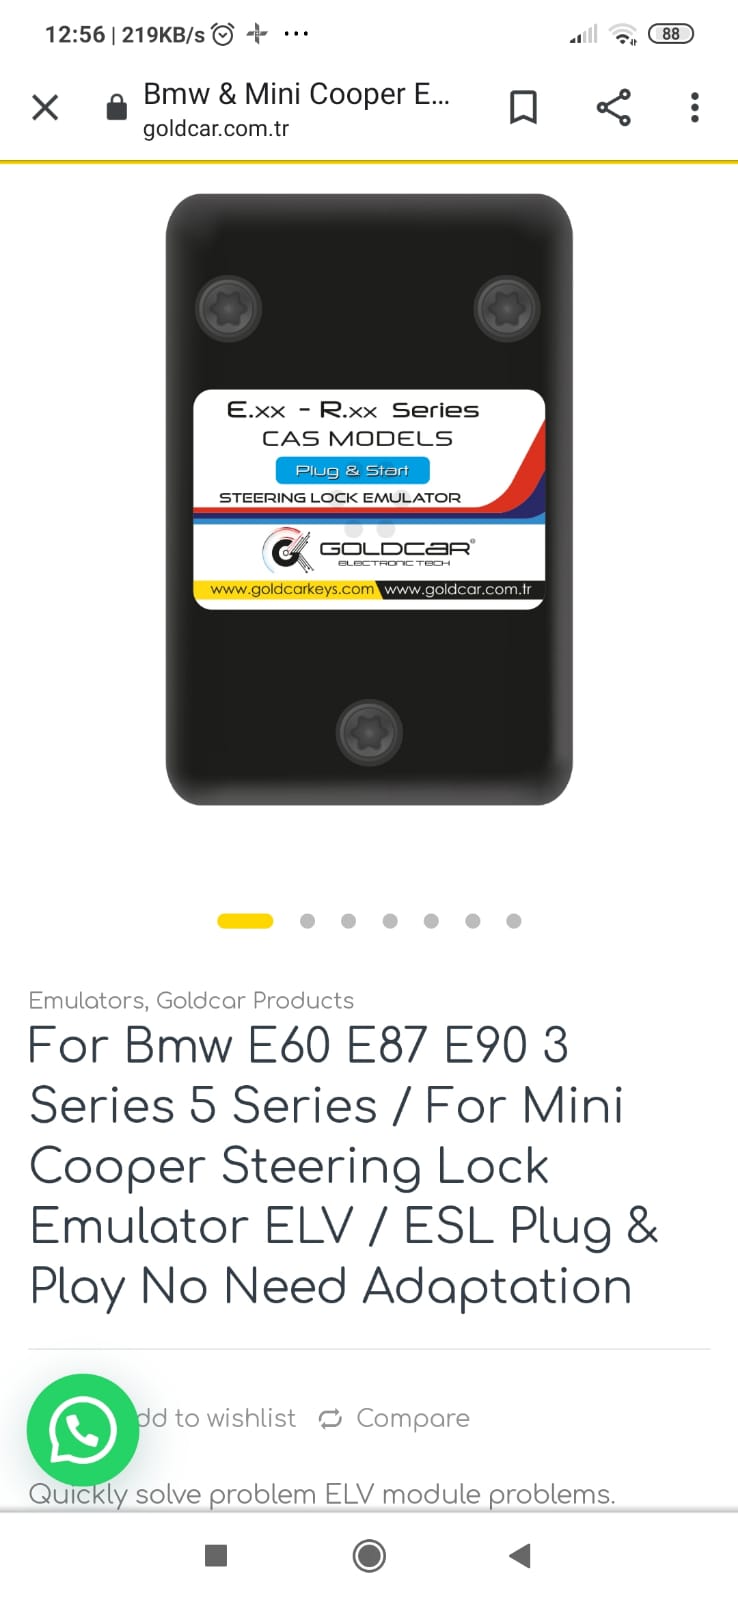 12:56 | 219KB/s
88
Bmw & Mini Cooper E...
goldcar.com.tr
E.xx - R.xx Series
CAS MODELS
Plug & Start
STEERING LOCK EMULATOR
GOLDCAR®
ELECTRONIC TECH
www.goldcarkeys.com www.goldcar.com.tr
Emulators, Goldcar Products
For Bmw E60 E87 E90 3
Series 5 Series / For Mini
Cooper Steering Lock
Emulator ELV / ESL Plug &
Play No Need Adaptation
dd to wishlist Compare
Quickly solve problem ELV module problems.